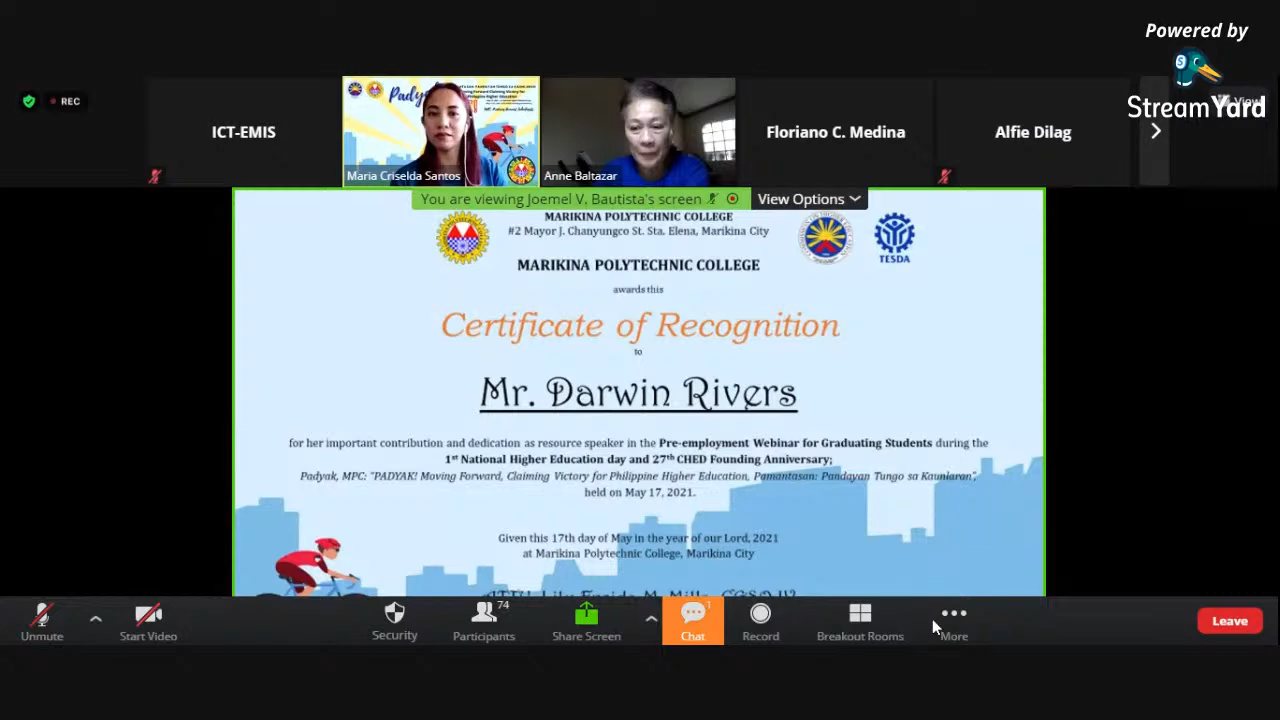 Powered by
StreamYard
REC
ICT-EMIS
Maria Criselda Santos
Anne Baltazar
Floriano C. Medina
Alfie Dilag
You are viewing Joemel V. Bautista's screen
View Options
MARIKINA POLYTECHNIC COLLEGE
#2 Mayor J. Chanyungco St. Sta. Elena, Marikina City
TESDA
MARIKINA POLYTECHNIC COLLEGE
awards this
Certificate of Recognition
to
Mr. Darwin Rivers
for her important contribution and dedication as resource speaker in the Pre-employment Webinar for Graduating Students during the
1st National Higher Education day and 27th CHED Founding Anniversary;
Padyak, MPC: "PADYAK! Moving Forward, Claiming Victory for Philippine Higher Education, Pamantasan: Pandayan Tungo sa Kaunlaran",
held on May 17, 2021.
Given this 17th day of May in the year of our Lord, 2021
at Marikina Polytechnic College, Marikina City
Unmute
Start Video
Security
74
Participants
Share Screen
1
Chat
Record
Breakout Rooms
More
Leave